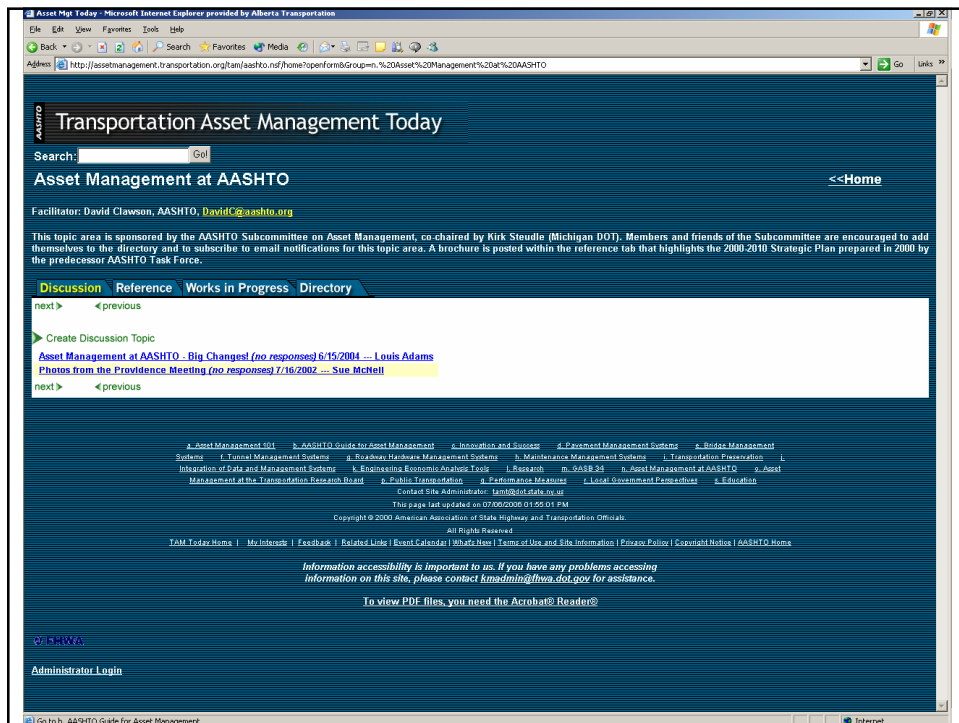 Asset Mgt Today - Microsoft Internet Explorer provided by Alberta Transportation
File Edit View Favorites Tools Help
Back Search Favorites Media
Address http://assetmanagement.transportation.org/tam/aashto.nsf/home?openform&Group=n.%20Asset%20Management%20at%20AASHTO Go Links »
AASHTO
Transportation Asset Management Today
Search: Go!
Asset Management at AASHTO <<Home
Facilitator: David Clawson, AASHTO, DavidC@aashto.org
This topic area is sponsored by the AASHTO Subcommittee on Asset Management, co-chaired by Kirk Steudle (Michigan DOT). Members and friends of the Subcommittee are encouraged to add
themselves to the directory and to subscribe to email notifications for this topic area. A brochure is posted within the reference tab that highlights the 2000-2010 Strategic Plan prepared in 2000 by
the predecessor AASHTO Task Force.
Discussion Reference Works in Progress Directory
next previous
Create Discussion Topic
Asset Management at AASHTO - Big Changes! (no responses) 6/15/2004 --- Louis Adams
Photos from the Providence Meeting (no responses) 7/16/2002 --- Sue McNeil
next previous
a. Asset Management 101 b. AASHTO Guide for Asset Management c. Innovation and Success d. Pavement Management Systems e. Bridge Management
Systems f. Tunnel Management Systems g. Roadway Hardware Management Systems h. Maintenance Management Systems i. Transportation Preservation j.
Integration of Data and Management Systems k. Engineering Economic Analysis Tools l. Research m. GASB 34 n. Asset Management at AASHTO o. Asset
Management at the Transportation Research Board p. Public Transportation q. Performance Measures r. Local Government Perspectives s. Education
Contact Site Administrator: tamt@dot.state.ny.us
This page last updated on 07/06/2006 01:55:01 PM
Copyright © 2000 American Association of State Highway and Transportation Officials.
All Rights Reserved
TAM Today Home | My Interests | Feedback | Related Links | Event Calendar | What's New | Terms of Use and Site Information | Privacy Policy | Copyright Notice | AASHTO Home
Information accessibility is important to us. If you have any problems accessing
information on this site, please contact kmadmin@fhwa.dot.gov for assistance.
To view PDF files, you need the Acrobat® Reader®
FHWA
Administrator Login
Go to b. AASHTO Guide for Asset Management Internet